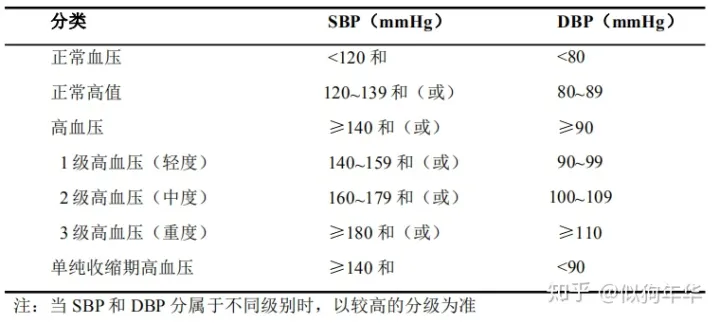 分类 SBP（mmHg） DBP（mmHg）
正常血压 <120 和 <80
正常高值 120~139 和（或） 80~89
高血压 ≥140 和（或） ≥90
1 级高血压（轻度） 140~159 和（或） 90~99
2 级高血压（中度） 160~179 和（或） 100~109
3 级高血压（重度） ≥180 和（或） ≥110
单纯收缩期高血压 ≥140 和 <90
注：当 SBP 和 DBP 分属于不同级别时，以较高的分级为准
知乎 @似狗年华